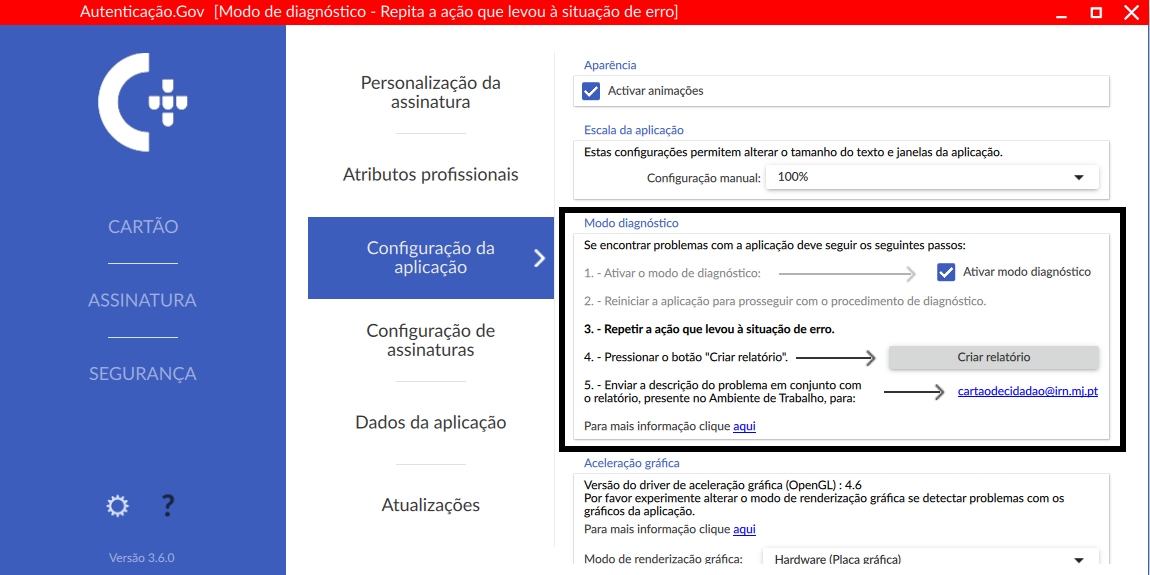 Autenticação.Gov [Modo de diagnóstico - Repita a ação que levou à situação de erro]
CARTÃO
ASSINATURA
SEGURANÇA
?
Versão 3.6.0
Personalização da
assinatura
Atributos profissionais
Configuração da
aplicação
Configuração de
assinaturas
Dados da aplicação
Atualizações
Aparência
Activar animações
Escala da aplicação
Estas configurações permitem alterar o tamanho do texto e janelas da aplicação.
Configuração manual: 100%
Modo diagnóstico
Se encontrar problemas com a aplicação deve seguir os seguintes passos:
1. - Ativar o modo de diagnóstico: Ativar modo diagnóstico
2. - Reiniciar a aplicação para prosseguir com o procedimento de diagnóstico.
3. - Repetir a ação que levou à situação de erro.
4. - Pressionar o botão "Criar relatório". Criar relatório
5. - Enviar a descrição do problema em conjunto com
o relatório, presente no Ambiente de Trabalho, para: cartaodecidadao@irn.mj.pt
Para mais informação clique aqui
Aceleração gráfica
Versão do driver de aceleração gráfica (OpenGL) : 4.6
Por favor experimente alterar o modo de renderização gráfica se detectar problemas com os
gráficos da aplicação.
Para mais informação clique aqui
Modo de renderização gráfica: Hardware (Placa gráfica)